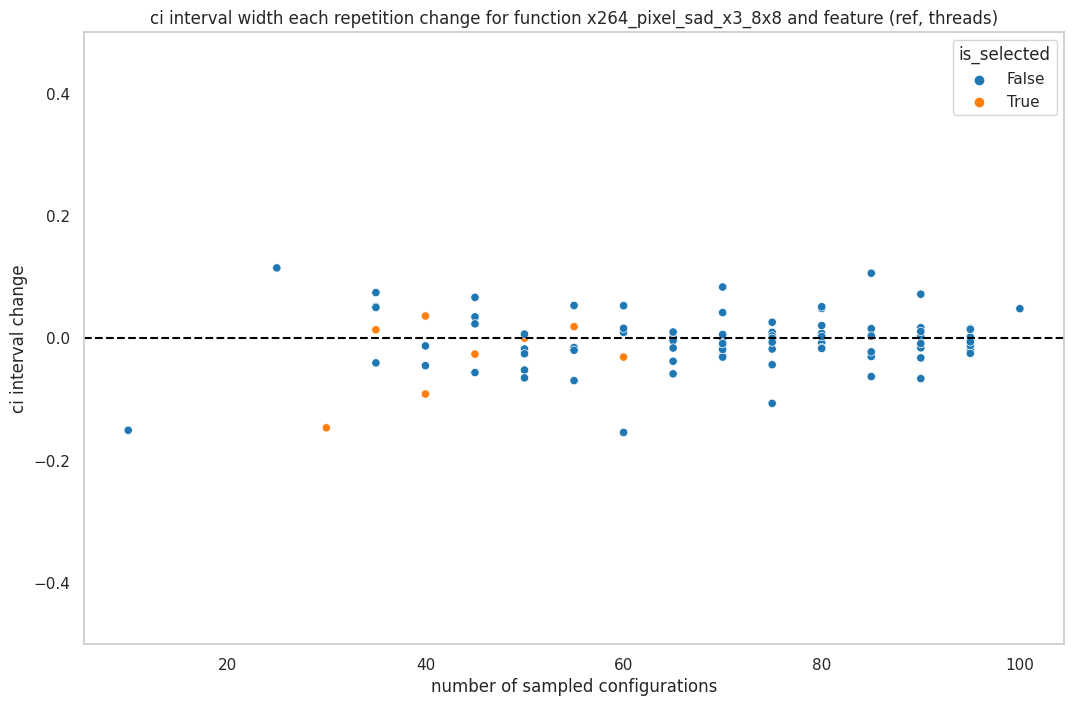 ci interval width each repetition change for function x264_pixel_sad_x3_8x8 and feature (ref, threads)
is_selected
False
True
0.4
0.2
0.0
−0.2
−0.4
ci interval change
20 40 60 80 100
number of sampled configurations